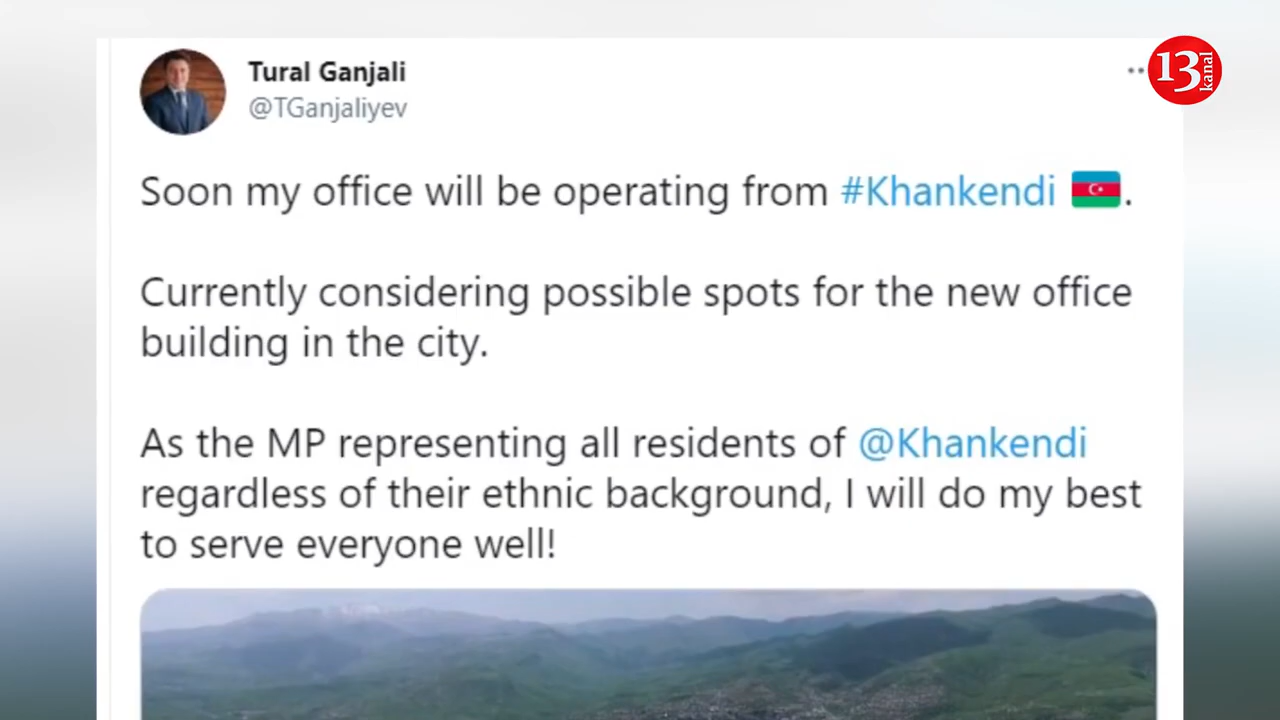 Tural Ganjali
@TGanjaliyev
13 kanal
Soon my office will be operating from #Khankendi 🇦🇿.
Currently considering possible spots for the new office
building in the city.
As the MP representing all residents of @Khankendi
regardless of their ethnic background, I will do my best
to serve everyone well!